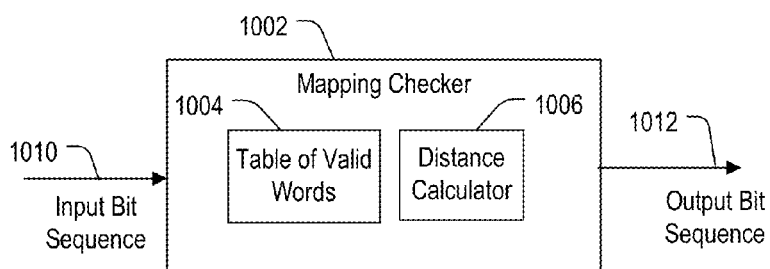 1002
Mapping Checker
1004
1006
1012
1010
Table of Valid
Words
Distance
Calculator
Input Bit
Sequence
Output Bit
Sequence